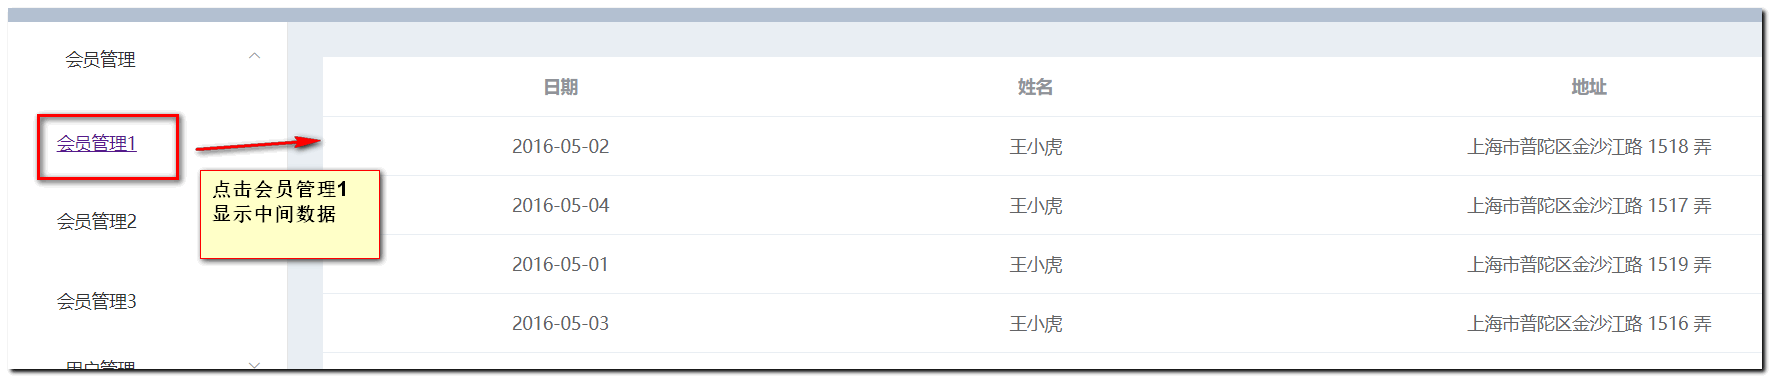 会员管理
会员管理1
会员管理2
会员管理3
用户管理
点击会员管理1
显示中间数据
日期 姓名 地址
2016-05-02 王小虎 上海市普陀区金沙江路 1518 弄
2016-05-04 王小虎 上海市普陀区金沙江路 1517 弄
2016-05-01 王小虎 上海市普陀区金沙江路 1519 弄
2016-05-03 王小虎 上海市普陀区金沙江路 1516 弄